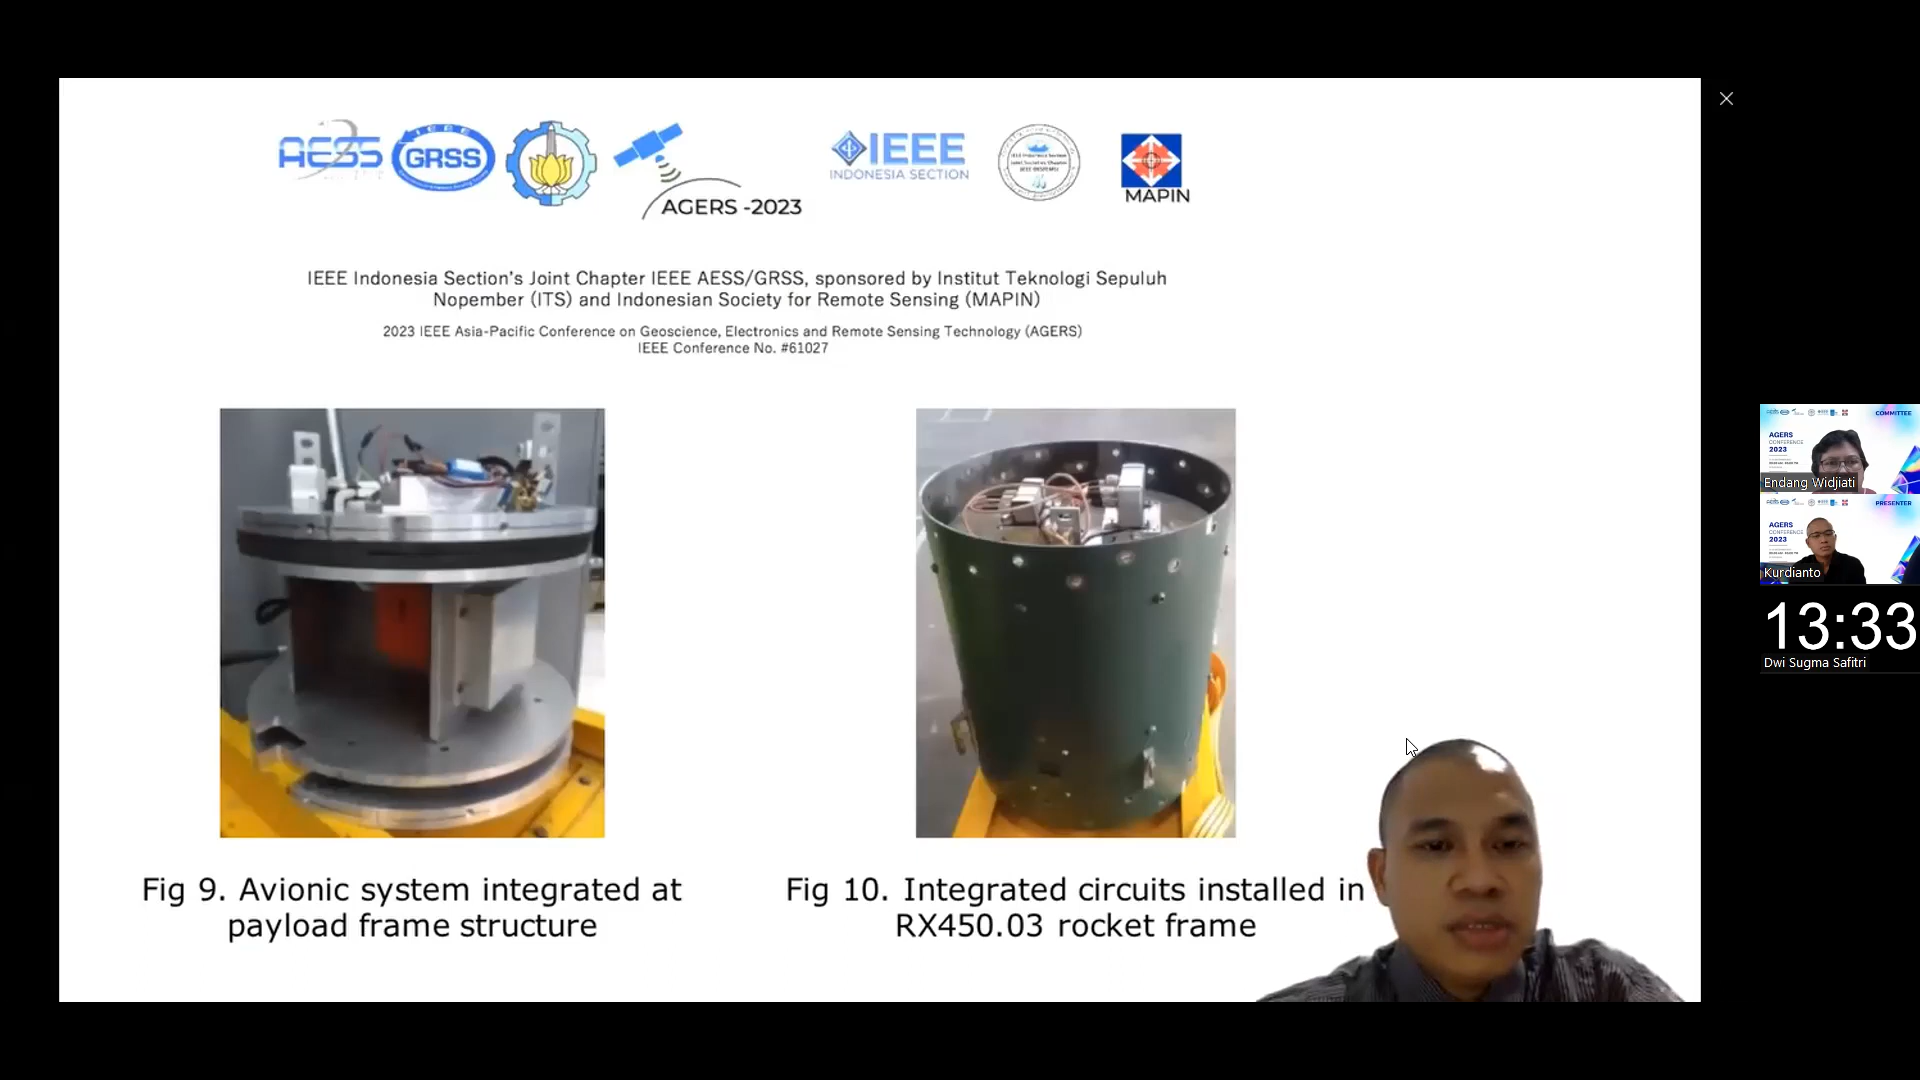 AESS
IEEE
GRSS
AGERS -2023
IEEE
INDONESIA SECTION
MAPIN
IEEE Indonesia Section's Joint Chapter IEEE AESS/GRSS, sponsored by Institut Teknologi Sepuluh
Nopember (ITS) and Indonesian Society for Remote Sensing (MAPIN)
2023 IEEE Asia-Pacific Conference on Geoscience, Electronics and Remote Sensing Technology (AGERS)
IEEE Conference No. #61027
Fig 9. Avionic system integrated at
payload frame structure
Fig 10. Integrated circuits installed in
RX450.03 rocket frame
COMMITTEE
AGERS
CONFERENCE
2023
Endang Widjiati
PRESENTER
AGERS
CONFERENCE
2023
Kurdianto
13:33
Dwi Sugma Safitri